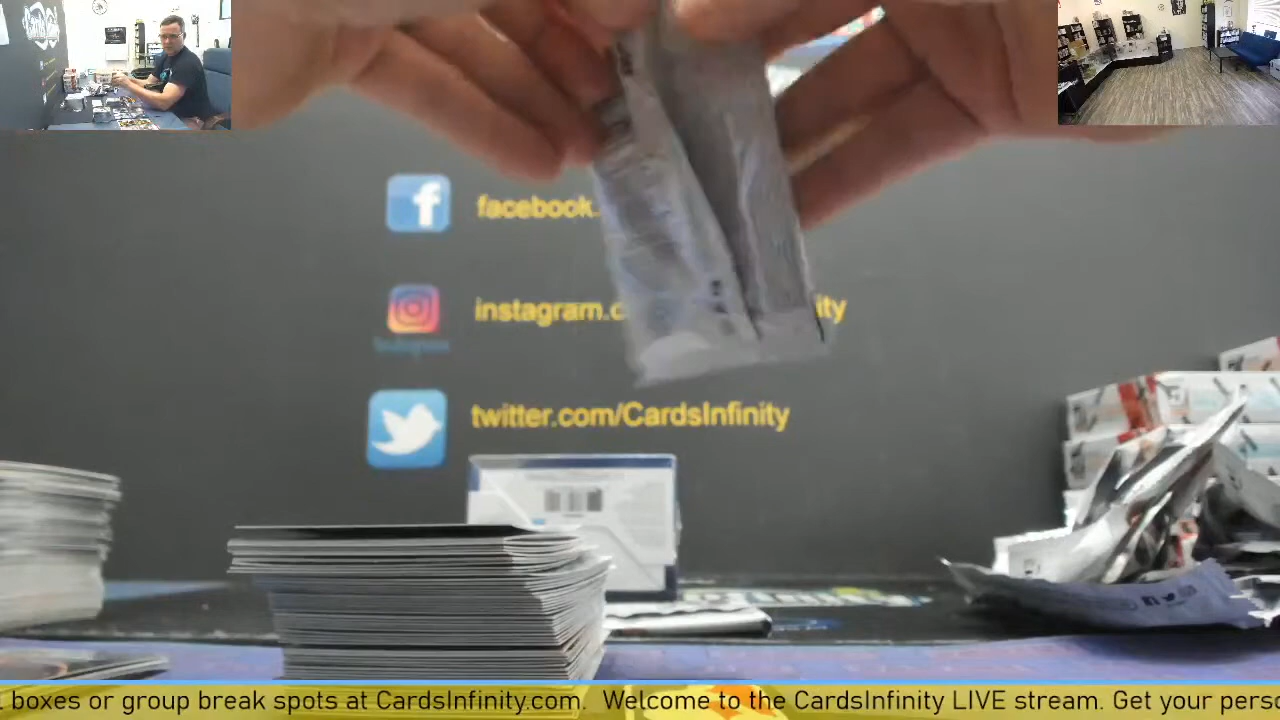 facebook.
instagram.c
ity
twitter.com/CardsInfinity
boxes or group break spots at CardsInfinity.com. Welcome to the CardsInfinity LIVE stream. Get your perso